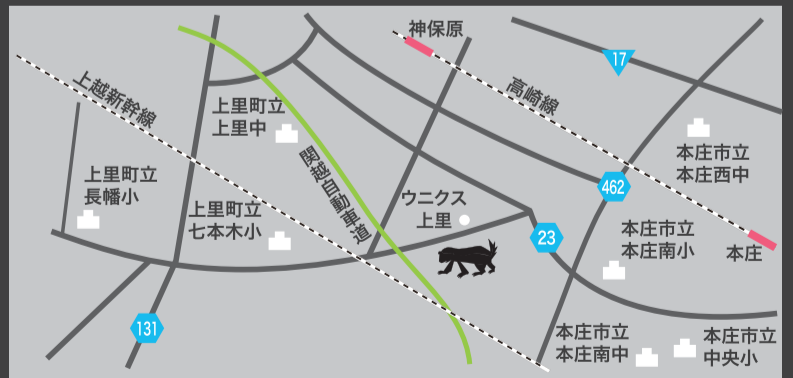 神保原
17
高崎線
上越新幹線
上里町立
上里中
本庄市立
本庄西中
関越自動車道
上里町立
長幡小
462
上里町立
七本木小
ウニクス
上里
23
本庄市立
本庄南小
本庄
131
本庄市立
本庄南中
本庄市立
中央小